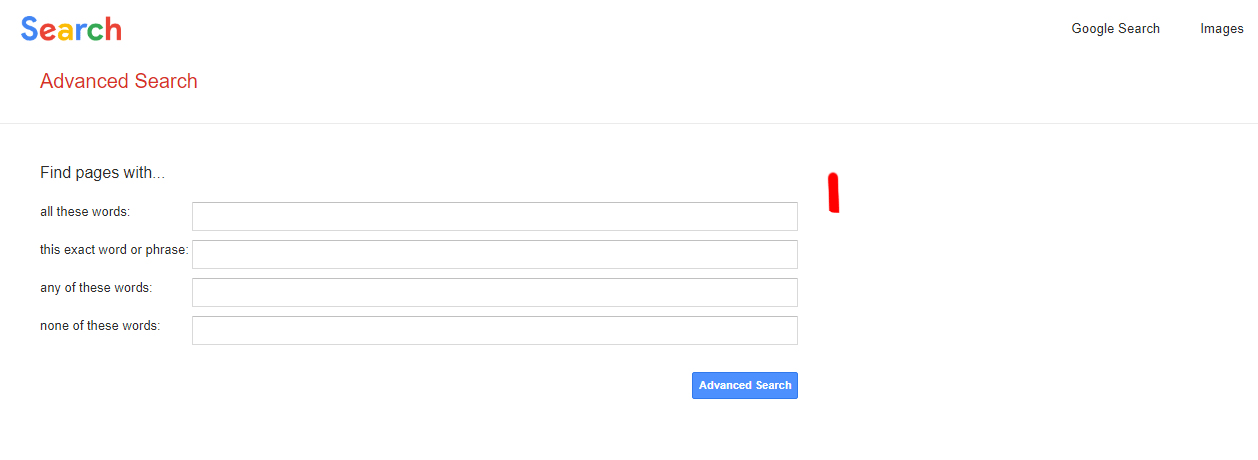 Search
Google Search
Images
Advanced Search
Find pages with...
all these words:
this exact word or phrase:
any of these words:
none of these words:
Advanced Search